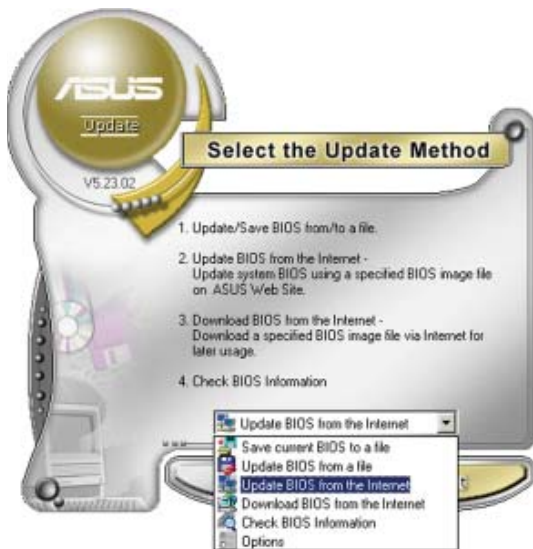 ASUS
Update
V5.23.02
Select the Update Method
1. Update/Save BIOS from/to a file.
2. Update BIOS from the Internet -
Update system BIOS using a specified BIOS image file
on ASUS Web Site.
3. Download BIOS from the Internet -
Download a specified BIOS image file via Internet for
later usage.
4. Check BIOS Information
Update BIOS from the Internet
Save current BIOS to a file
Update BIOS from a file
Update BIOS from the Internet
Download BIOS from the Internet
Check BIOS Information
Options